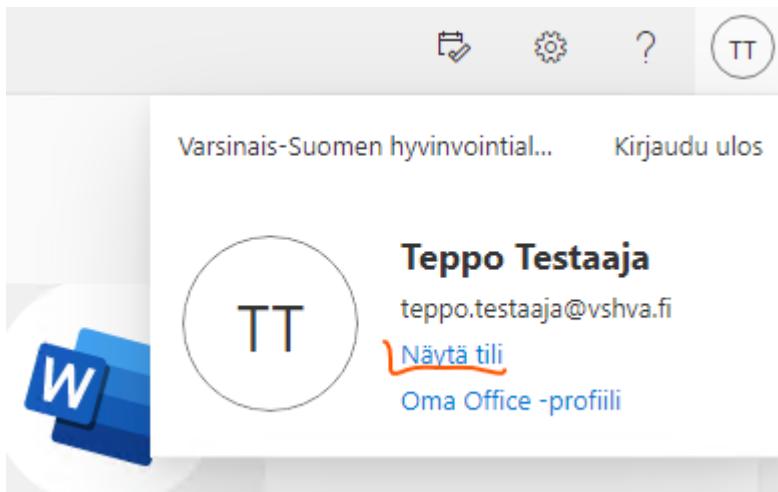 ?
TT
Varsinais-Suomen hyvinvointial... Kirjaudu ulos
TT
Teppo Testaaja
teppo.testaaja@vshva.fi
Näytä tili
Oma Office -profiili
W